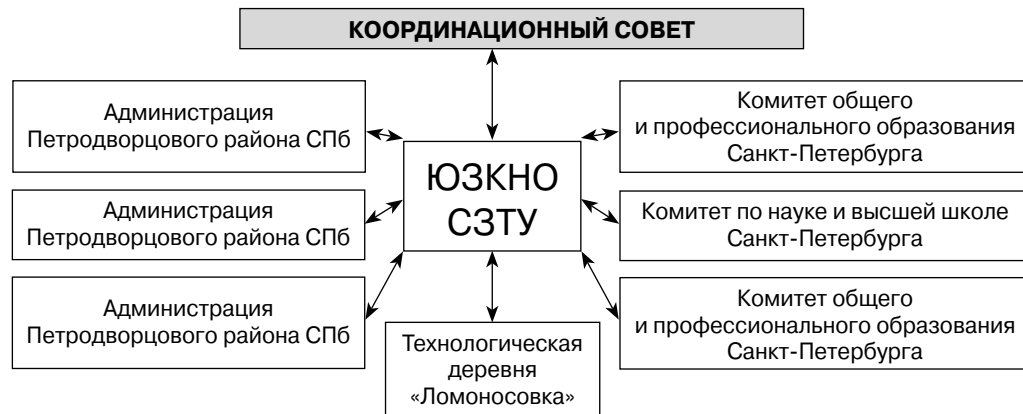 КООРДИНАЦИОННЫЙ СОВЕТ
Администрация
Петродворцового района СПб
Администрация
Петродворцового района СПб
Администрация
Петродворцового района СПб
ЮЗКНО
СЗТУ
Технологическая
деревня
«Ломоносовка»
Комитет общего
и профессионального образования
Санкт-Петербурга
Комитет по науке и высшей школе
Санкт-Петербурга
Комитет общего
и профессионального образования
Санкт-Петербурга